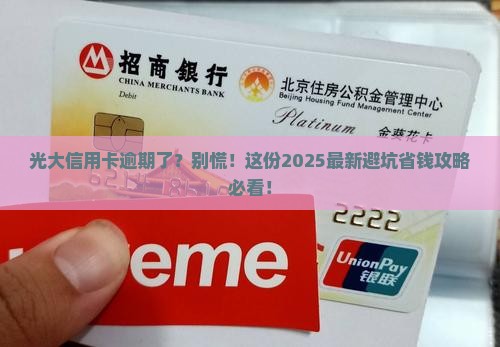 招商银行
CHINA MERCHANTS BANK
Debit
北京住房公积金管理中心
Beijing Housing Fund Management Center
Platinum
金葵花卡
光大信用卡逾期了？别慌！这份2025最新避坑省钱攻略
必看！
2222
eme
UnionPay
银联